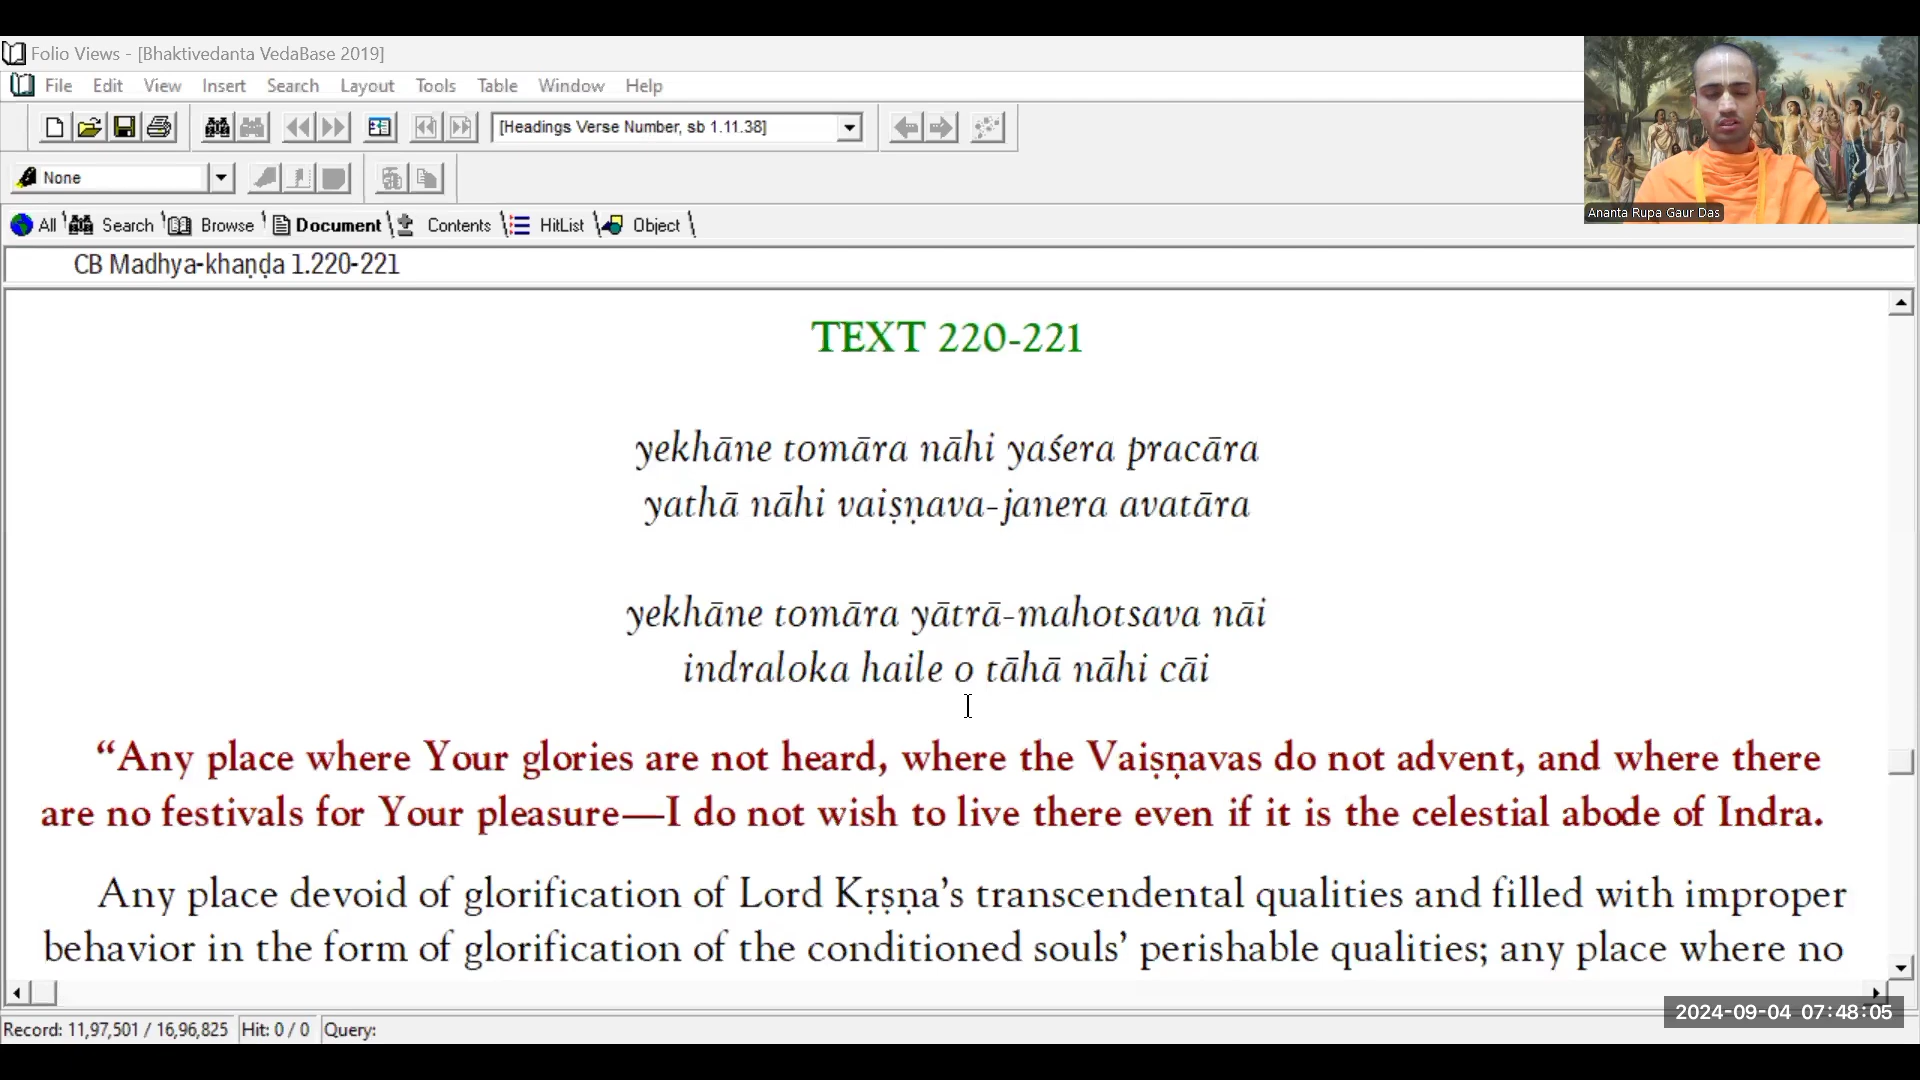 Folio Views - [Bhaktivedanta VedaBase 2019]
File Edit View Insert Search Layout Tools Table Window Help
[Headings Verse Number, sb 1.11.38]
None
All Search Browse Document Contents HitList Object
CB Madhya-khaṇḍa 1.220-221
Ananta Rupa Gaur Das
TEXT 220-221
yekhāne tomāra nāhi yaśera pracāra
yathā nāhi vaiṣṇava-janera avatāra
yekhāne tomāra yātrā-mahotsava nāi
indraloka haile o tāhā nāhi cāi
“Any place where Your glories are not heard, where the Vaiṣṇavas do not advent, and where there
are no festivals for Your pleasure—I do not wish to live there even if it is the celestial abode of Indra.
Any place devoid of glorification of Lord Kṛṣṇa’s transcendental qualities and filled with improper
behavior in the form of glorification of the conditioned souls’ perishable qualities; any place where no
2024-09-04 07:48:05
Record: 11,97,501 / 16,96,825 Hit: 0 / 0 Query: